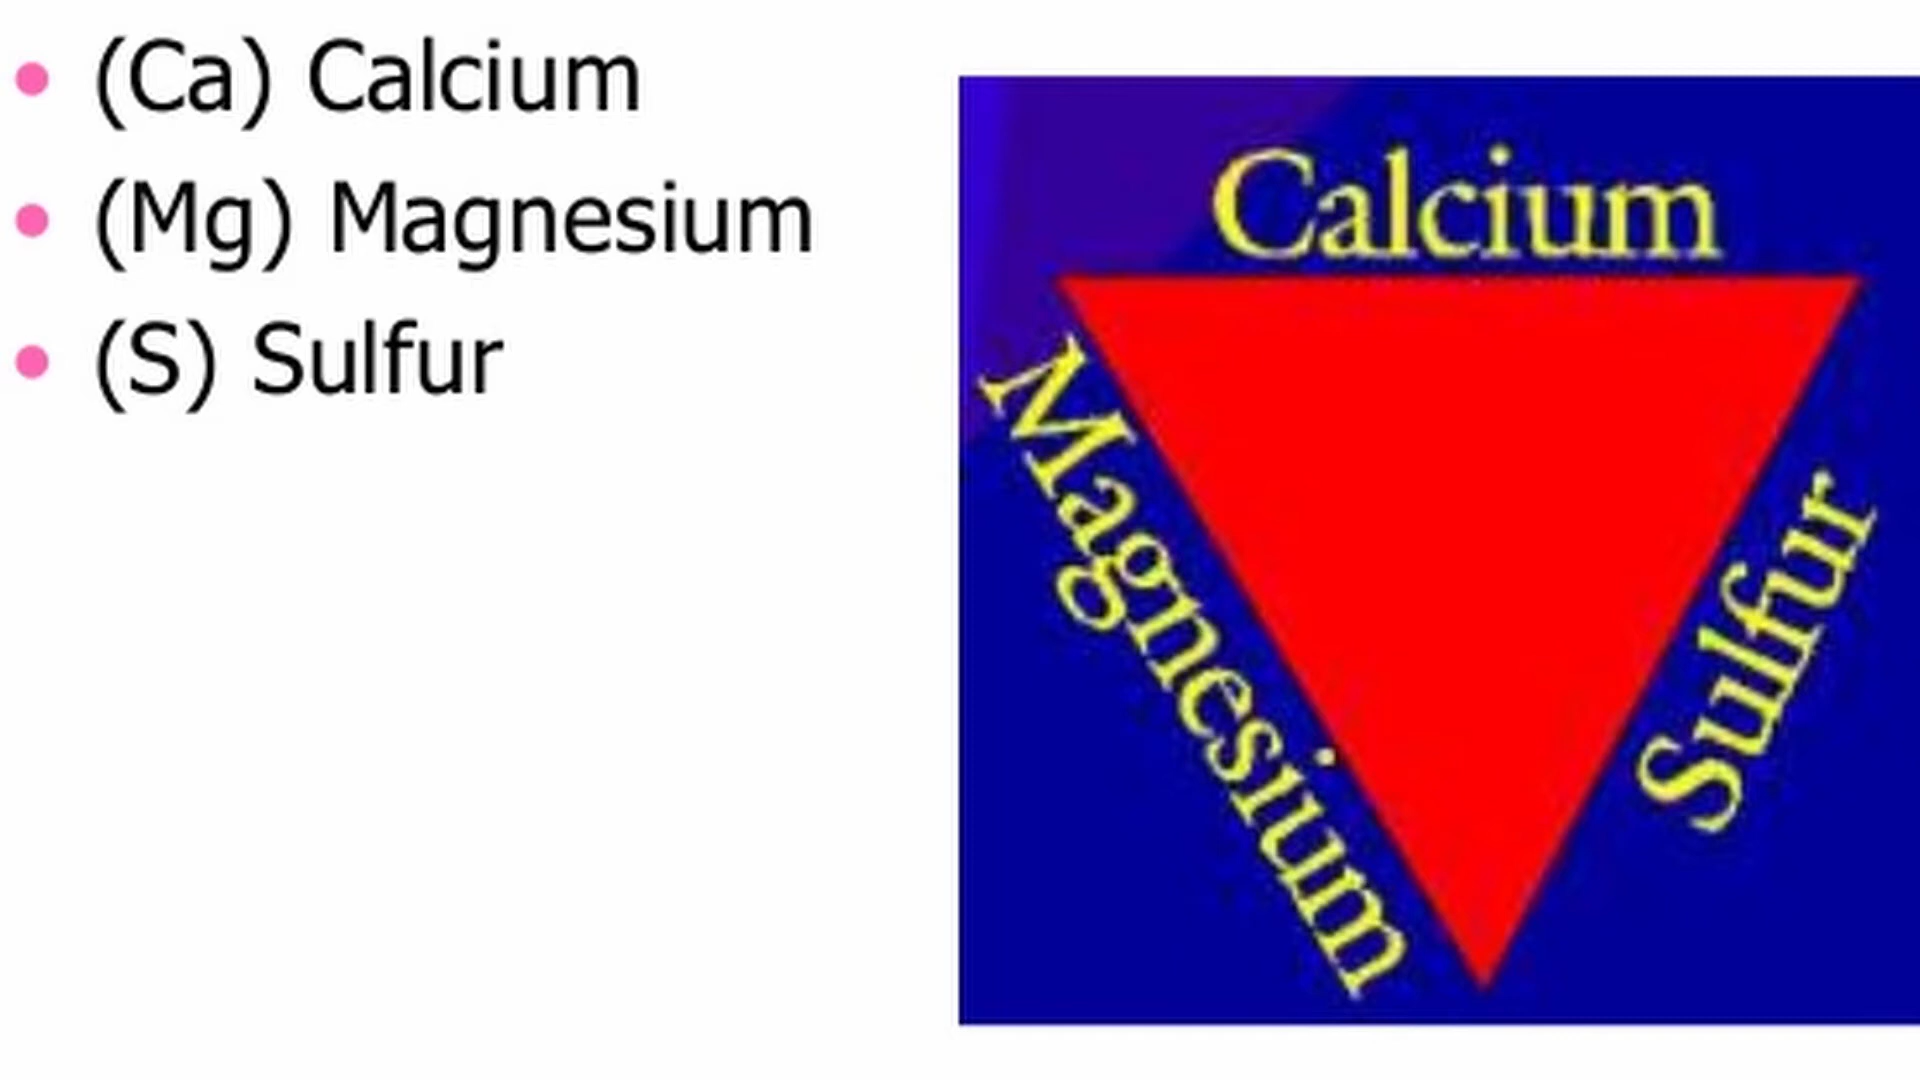 • (Ca) Calcium
• (Mg) Magnesium
• (S) Sulfur
Calcium
Magnesium
Sulfur